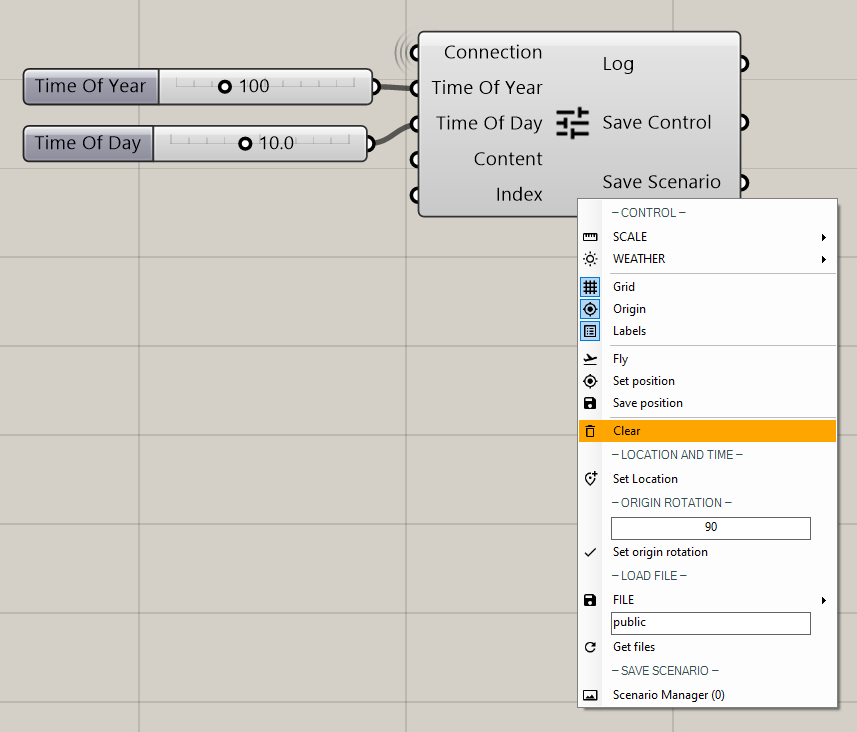 Connection
Log
Time Of Year 100
Time Of Year
Time Of Day
Save Control
Time Of Day 10.0
Content
Save Scenario
Index
– CONTROL –
SCALE
WEATHER
Grid
Origin
Labels
Fly
Set position
Save position
Clear
– LOCATION AND TIME –
Set Location
– ORIGIN ROTATION –
90
Set origin rotation
– LOAD FILE –
FILE
public
Get files
– SAVE SCENARIO –
Scenario Manager (0)